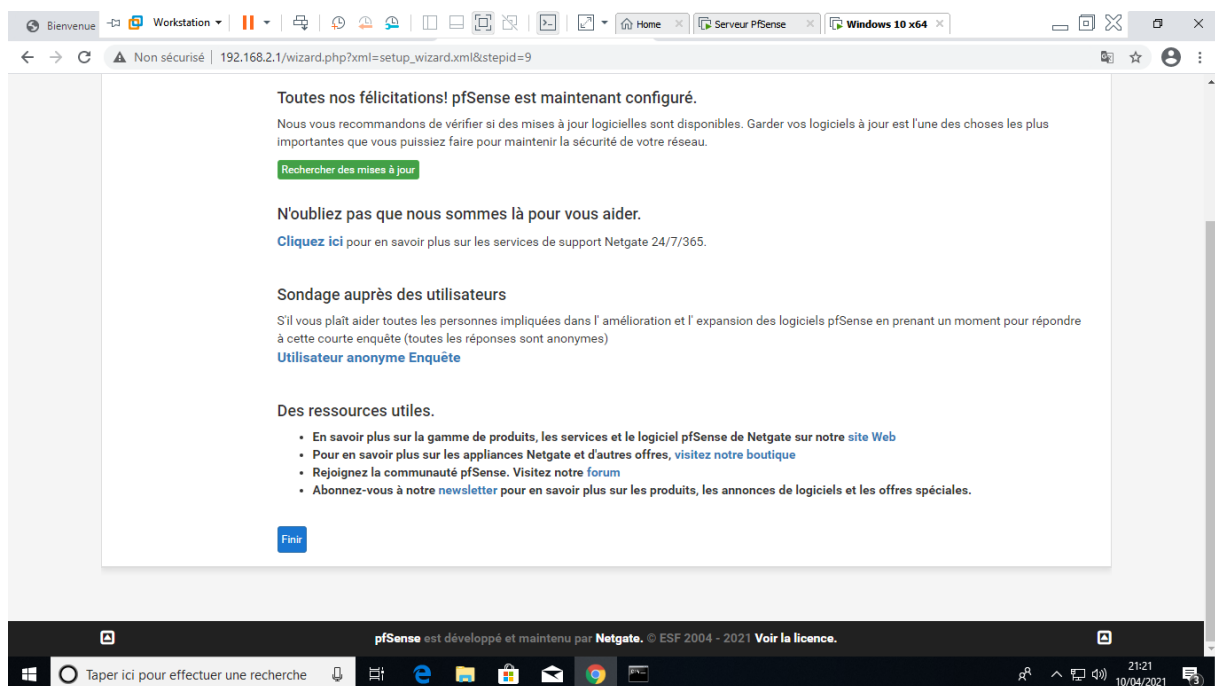 Bienvenue
Workstation
Home
Serveur PfSense
Windows 10 x64
Non sécurisé | 192.168.2.1/wizard.php?xml=setup_wizard.xml&stepid=9
Toutes nos félicitations! pfSense est maintenant configuré.
Nous vous recommandons de vérifier si des mises à jour logicielles sont disponibles. Garder vos logiciels à jour est l'une des choses les plus
importantes que vous puissiez faire pour maintenir la sécurité de votre réseau.
Rechercher des mises à jour
N'oubliez pas que nous sommes là pour vous aider.
Cliquez ici pour en savoir plus sur les services de support Netgate 24/7/365.
Sondage auprès des utilisateurs
S'il vous plaît aider toutes les personnes impliquées dans l' amélioration et l' expansion des logiciels pfSense en prenant un moment pour répondre
à cette courte enquête (toutes les réponses sont anonymes)
Utilisateur anonyme Enquête
Des ressources utiles.
• En savoir plus sur la gamme de produits, les services et le logiciel pfSense de Netgate sur notre site Web
• Pour en savoir plus sur les appliances Netgate et d'autres offres, visitez notre boutique
• Rejoignez la communauté pfSense. Visitez notre forum
• Abonnez-vous à notre newsletter pour en savoir plus sur les produits, les annonces de logiciels et les offres spéciales.
Finir
pfSense est développé et maintenu par Netgate. © ESF 2004 - 2021 Voir la licence.
Taper ici pour effectuer une recherche
21:21
10/04/2021
3